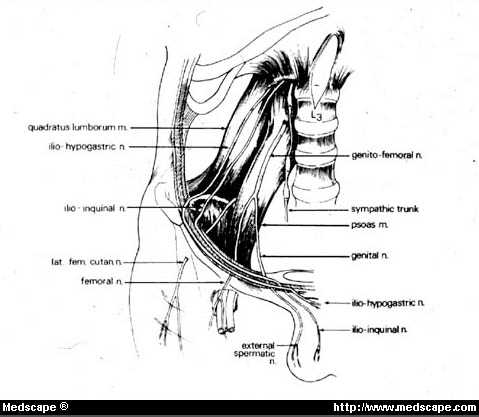 L3
quadratus lumborum m.
ilio-hypogastric n.
genito-femoral n.
ilio-inquinal n.
sympathic trunk
psoas m.
lat. fem. cutan n.
genital n.
femoral n.
ilio-hypogastric n.
ilio-inquinal n.
external
spermatic
n.
Medscape ® http://www.medscape.com